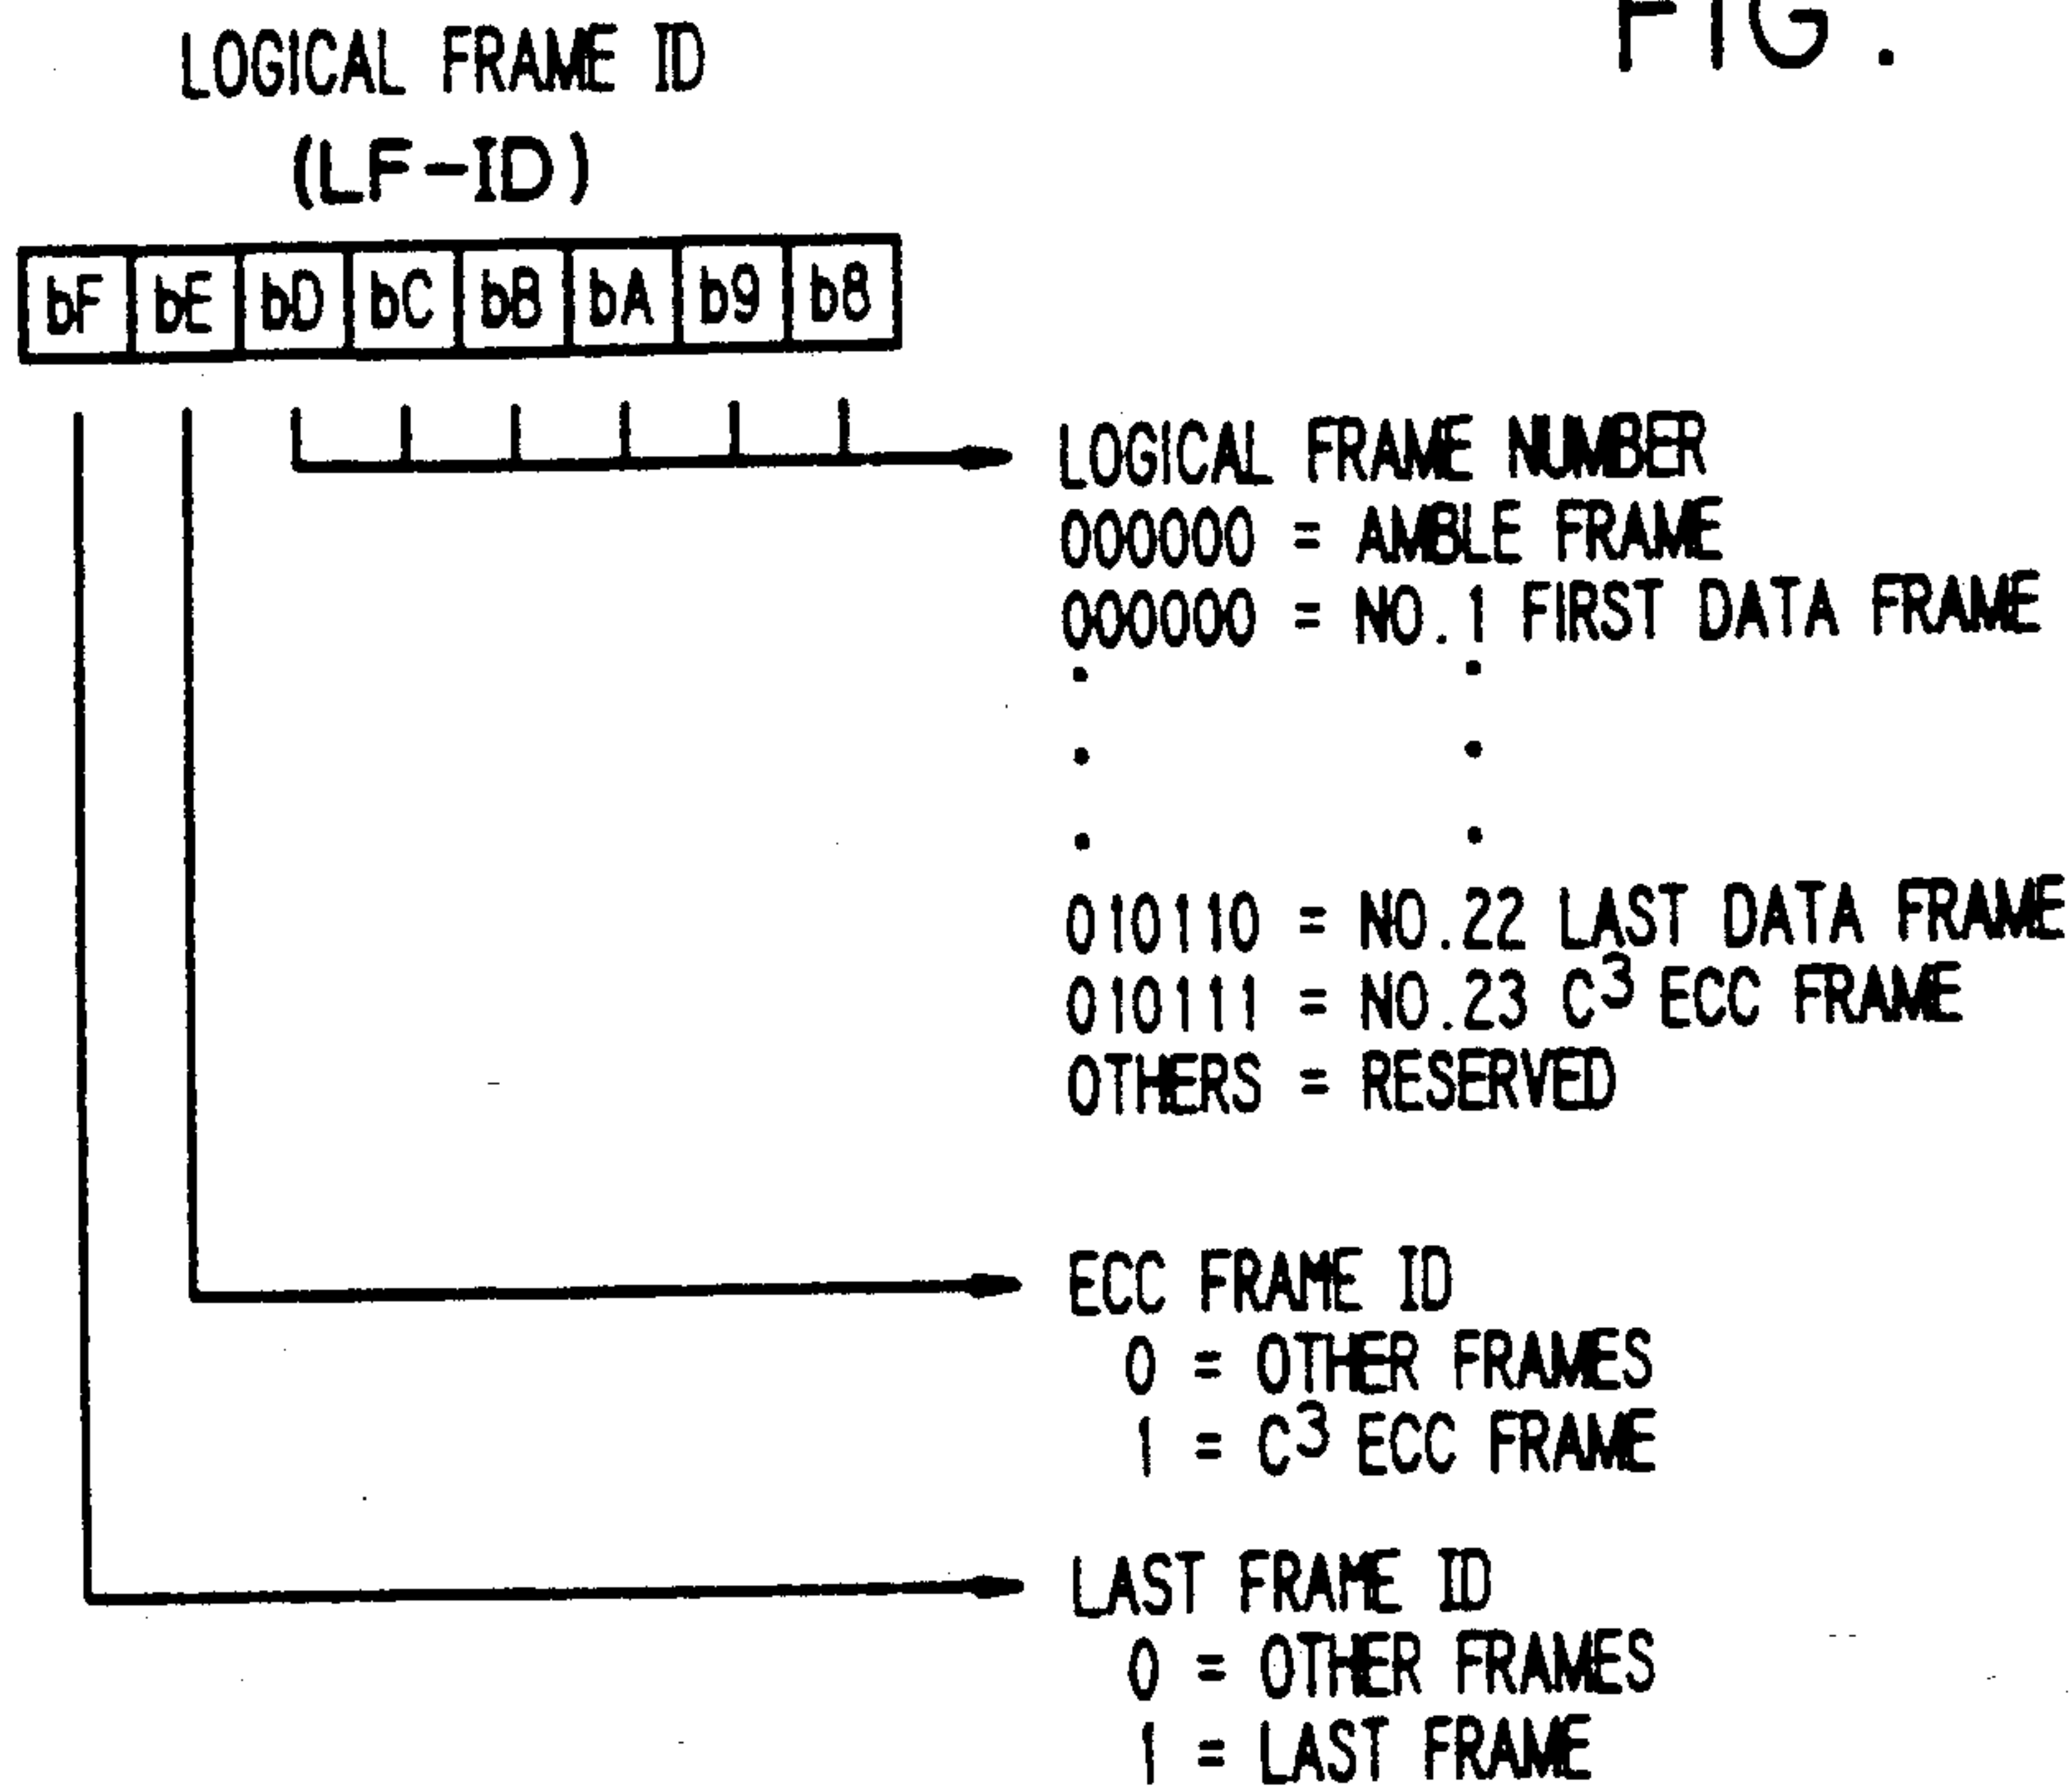 FIG.
LOGICAL FRAME ID
(LF-ID)
bF bE bD bC bB bA b9 b8
LOGICAL FRAME NUMBER
000000 = AMBLE FRAME
000000 = NO.1 FIRST DATA FRAME
. .
. .
. .
010110 = NO.22 LAST DATA FRAME
010111 = NO.23 C³ ECC FRAME
OTHERS = RESERVED
ECC FRAME ID
0 = OTHER FRAMES
1 = C³ ECC FRAME
LAST FRAME ID
0 = OTHER FRAMES
1 = LAST FRAME